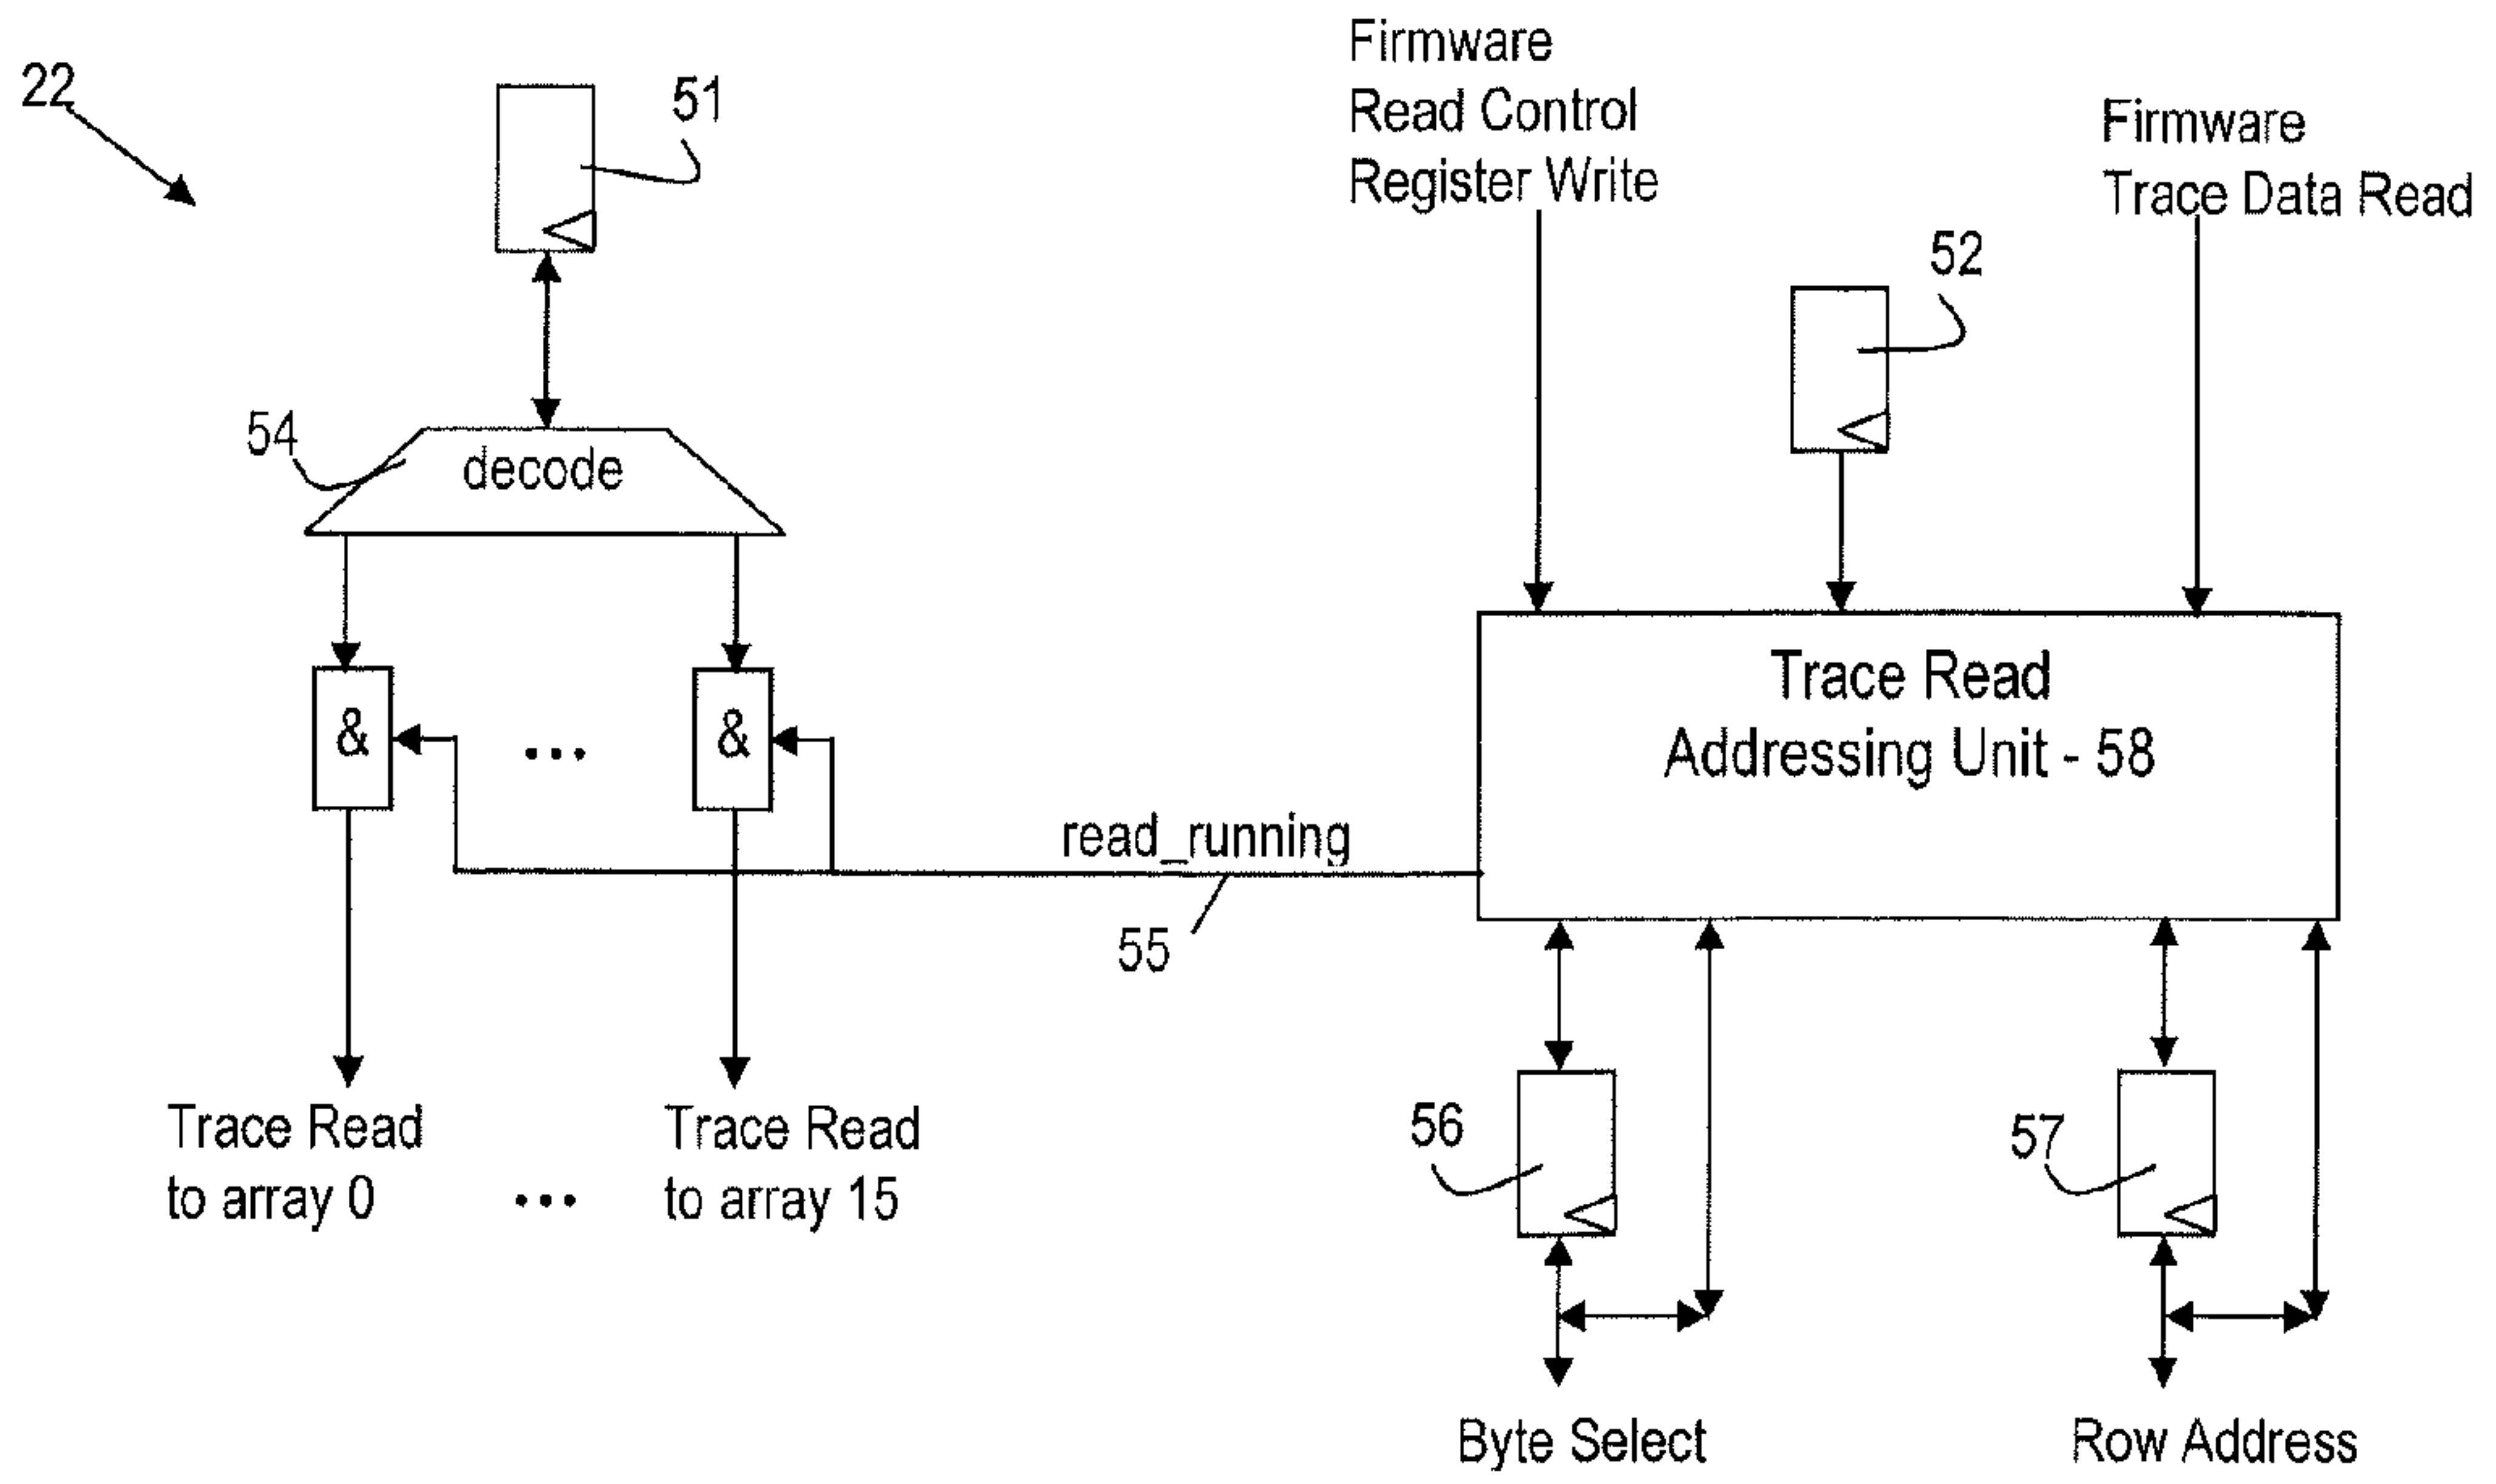 22
51
Firmware
Read Control
Register Write
Firmware
Trace Data Read
52
54
decode
&
...
&
Trace Read
Addressing Unit - 58
read_running
55
Trace Read
to array 0
...
Trace Read
to array 15
56
57
Byte Select
Row Address